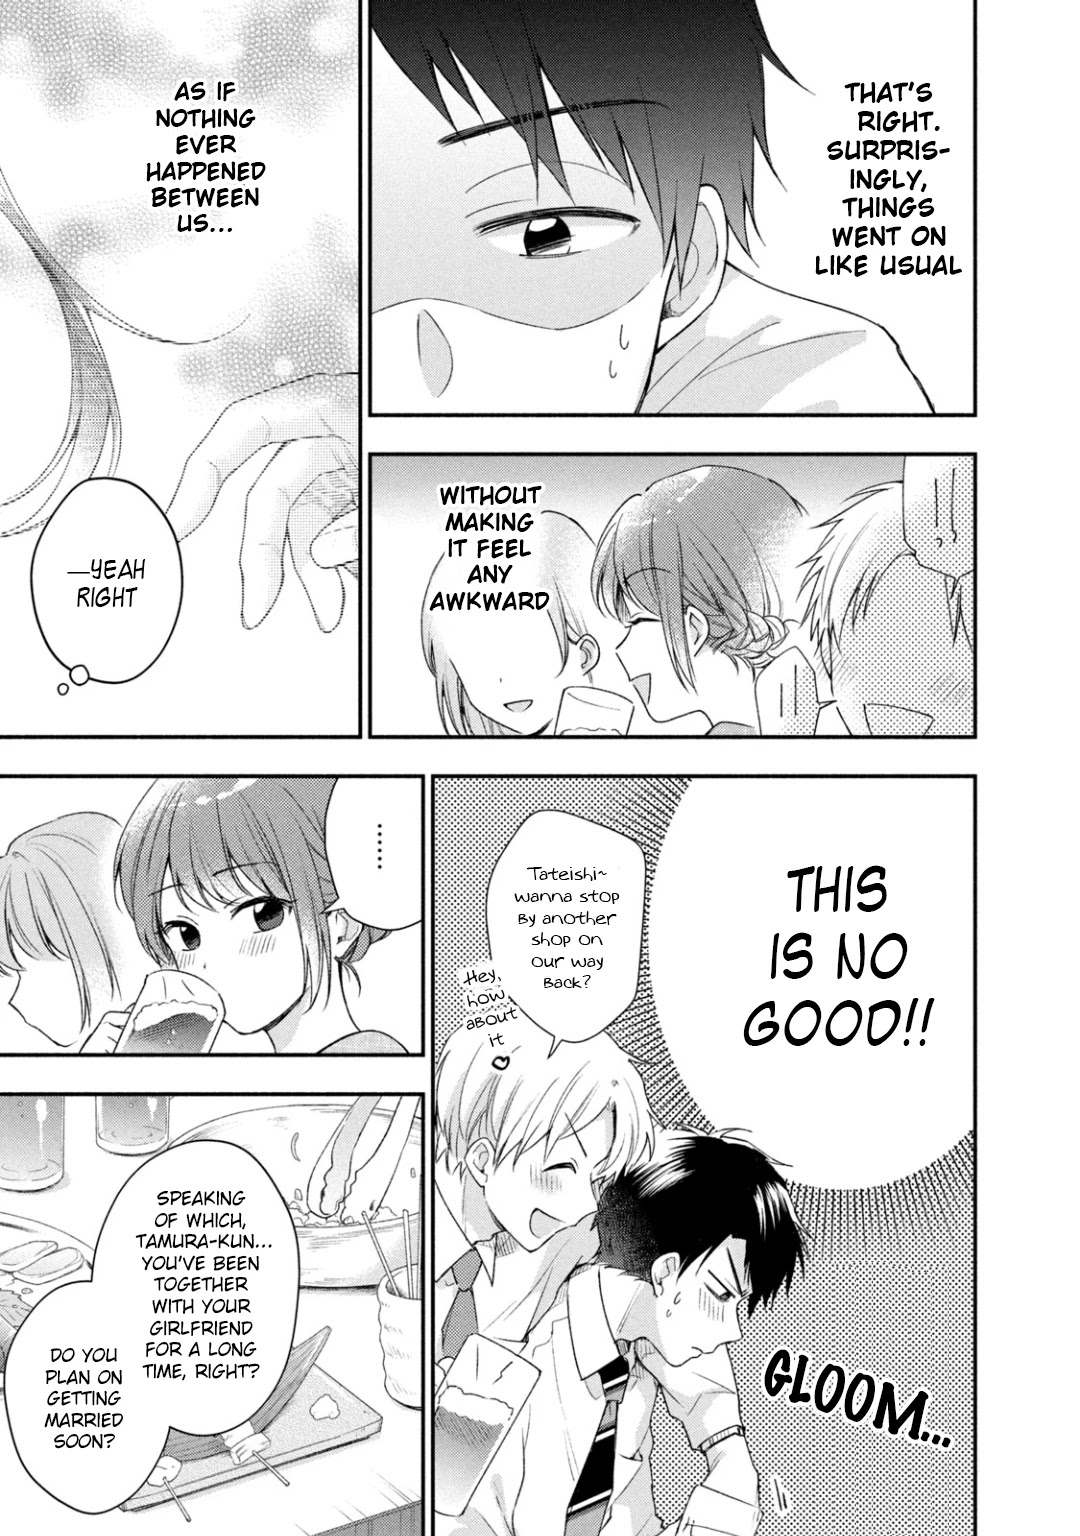 THAT'S
RIGHT.
SURPRIS-
INGLY,
THINGS
WENT ON
LIKE USUAL
WITHOUT
MAKING
IT FEEL
ANY
AWKWARD
AS IF
NOTHING
EVER
HAPPENED
BETWEEN
US...
—YEAH
RIGHT
THIS
IS NO
GOOD!!
Tateishi~
wanna stop
By another
shop on
our way
Back?
Hey,
how
about
it
GLOOM...
........
SPEAKING
OF WHICH,
TAMURA-KUN...
YOU'VE BEEN
TOGETHER
WITH YOUR
GIRLFRIEND
FOR A LONG
TIME, RIGHT?
DO YOU
PLAN ON
GETTING
MARRIED
SOON?